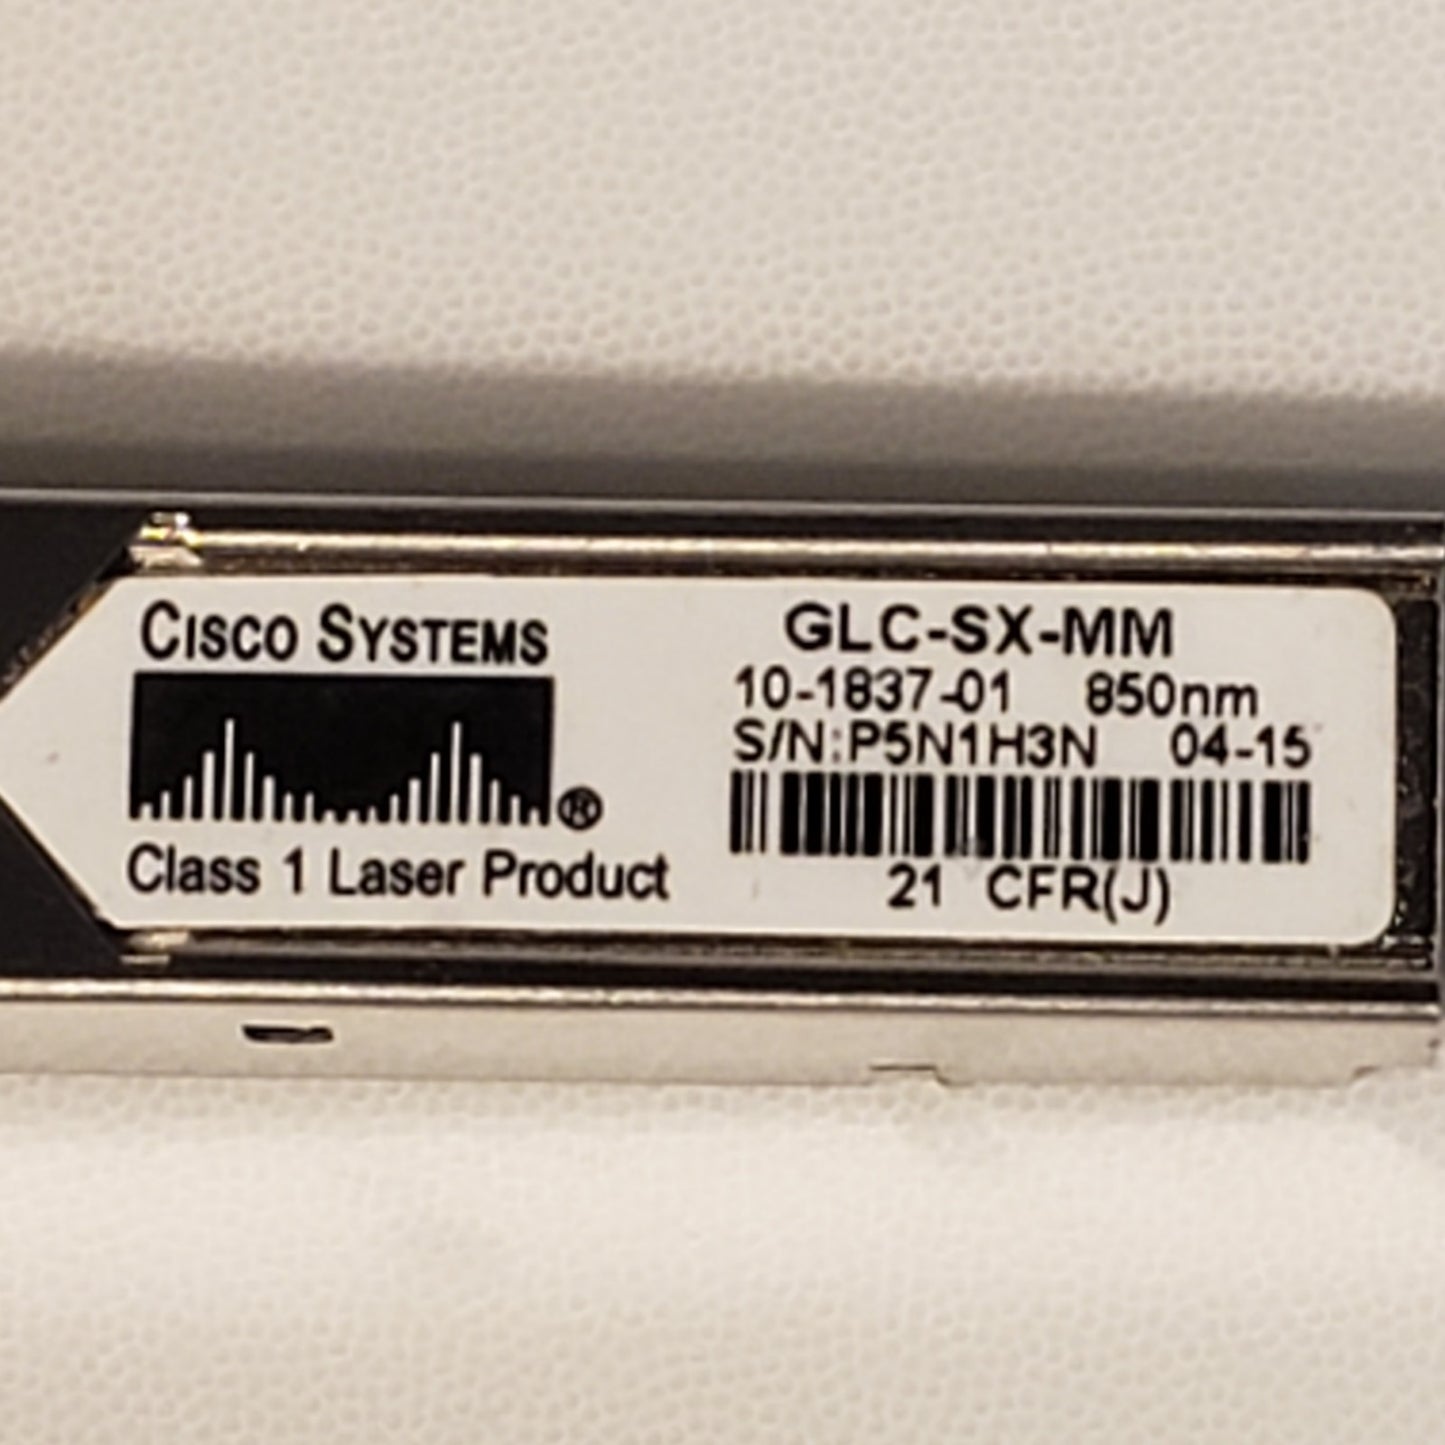 CISCO SYSTEMS
®
Class 1 Laser Product
GLC-SX-MM
10-1837-01 850nm
S/N:P5N1H3N 04-15
21 CFR(J)